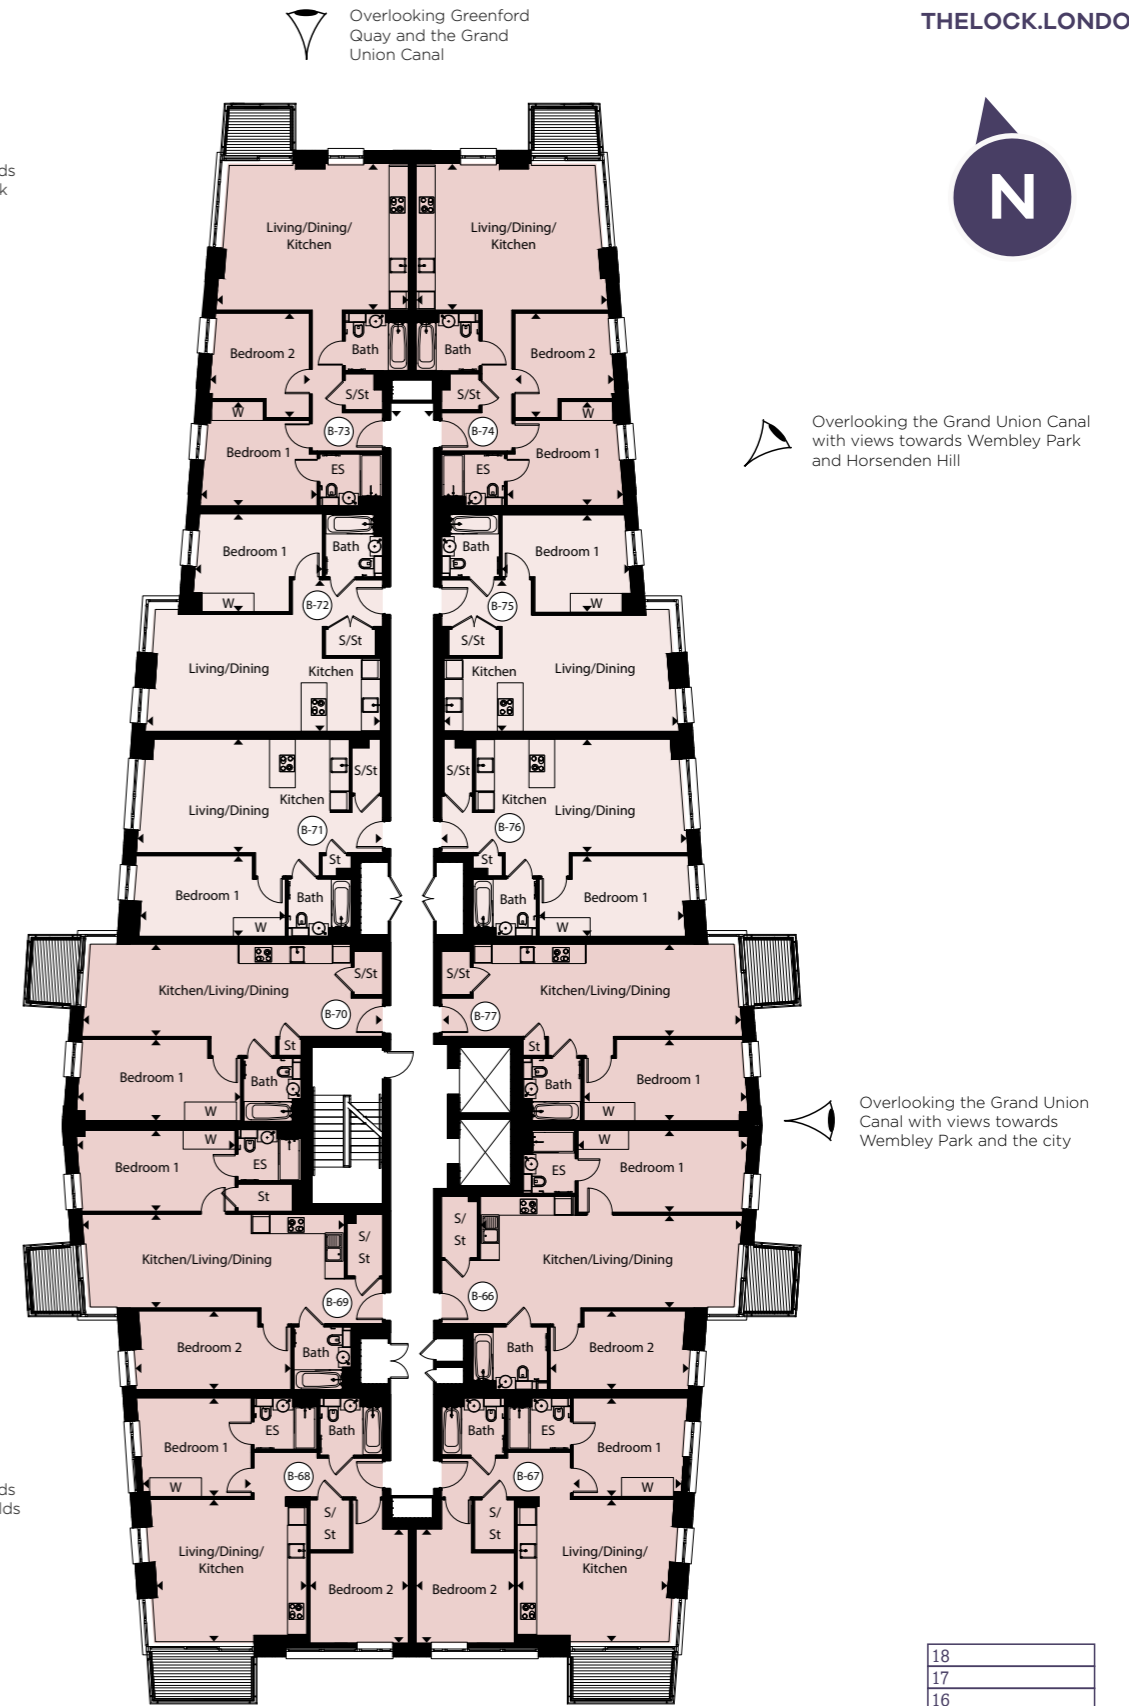 Overlooking Greenford
Quay and the Grand
Union Canal
THELOCK.LONDO
ds
k
N
Living/Dining/
Kitchen
Living/Dining/
Kitchen
Bedroom 2
Bath
Bath
Bedroom 2
S/St
S/St
W
B-73
B-74
W
Bedroom 1
ES
ES
Bedroom 1
Overlooking the Grand Union Canal
with views towards Wembley Park
and Horsenden Hill
Bedroom 1
Bath
Bath
Bedroom 1
W
B-72
B-75
W
S/St
S/St
Living/Dining
Kitchen
Kitchen
Living/Dining
S/St
S/St
Kitchen
Kitchen
Living/Dining
Living/Dining
B-71
B-76
St
St
Bedroom 1
Bath
Bath
Bedroom 1
W
W
S/St
S/St
Kitchen/Living/Dining
Kitchen/Living/Dining
B-70
B-77
St
St
Bedroom 1
Bath
Bath
Bedroom 1
W
W
Overlooking the Grand Union
Canal with views towards
Wembley Park and the city
W
W
Bedroom 1
ES
ES
Bedroom 1
St
S/
St
S/
St
Kitchen/Living/Dining
Kitchen/Living/Dining
B-69
B-66
Bedroom 2
Bath
Bath
Bedroom 2
Bedroom 1
ES
Bath
Bath
ES
Bedroom 1
W
B-68
B-67
W
ds
lds
S/
St
S/
St
Living/Dining/
Kitchen
Living/Dining/
Kitchen
Bedroom 2
Bedroom 2
18
17
16